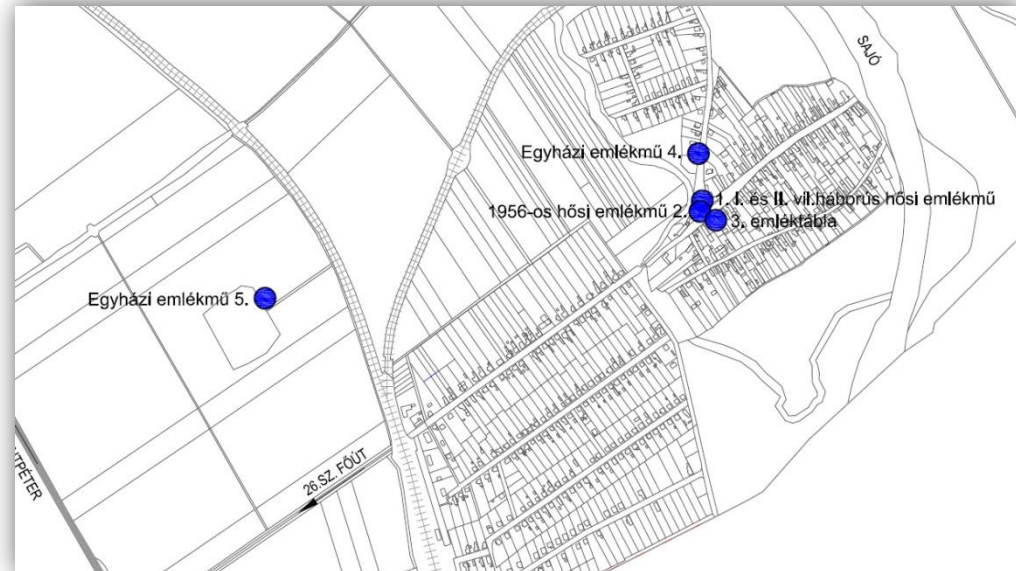 SAJÓ
Egyházi emlékmű 4.
1. I. és II. vil.háborús hősi emlékmű
1956-os hősi emlékmű 2.
3. emléktábla
Egyházi emlékmű 5.
26.SZ. FŐÚT